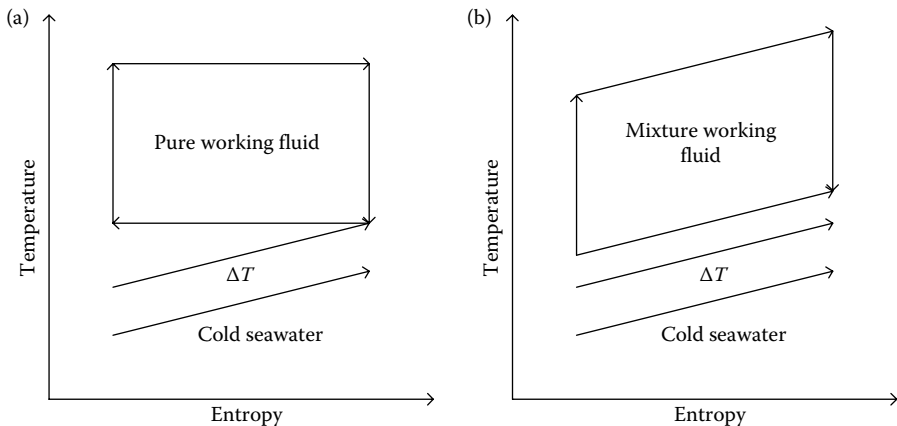 (a)
Temperature
Pure working fluid
ΔT
Cold seawater
Entropy
(b)
Temperature
Mixture working
fluid
ΔT
Cold seawater
Entropy